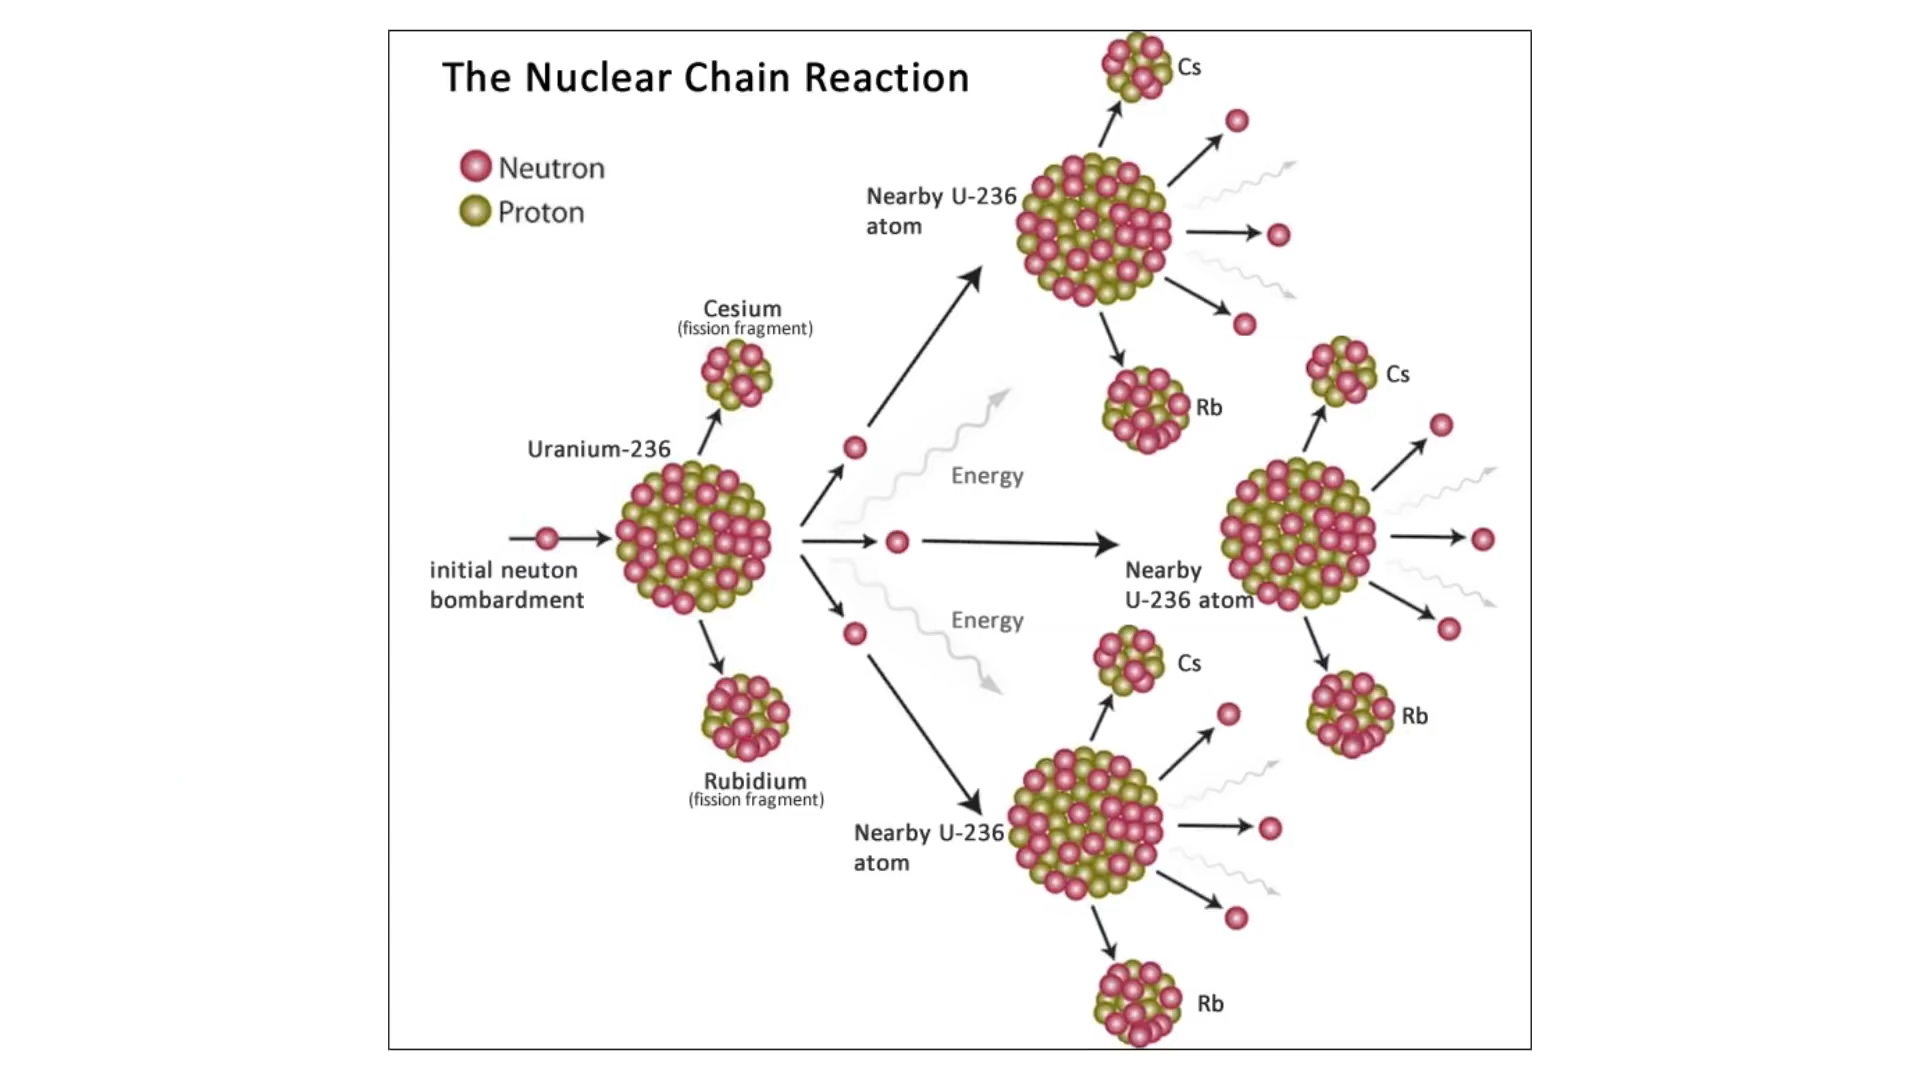 The Nuclear Chain Reaction
Neutron
Proton
Cs
Nearby U-236
atom
Cesium
(fission fragment)
Rb
Cs
Uranium-236
Energy
initial neuton
bombardment
Nearby
U-236 atom
Energy
Cs
Rb
Rubidium
(fission fragment)
Nearby U-236
atom
Rb